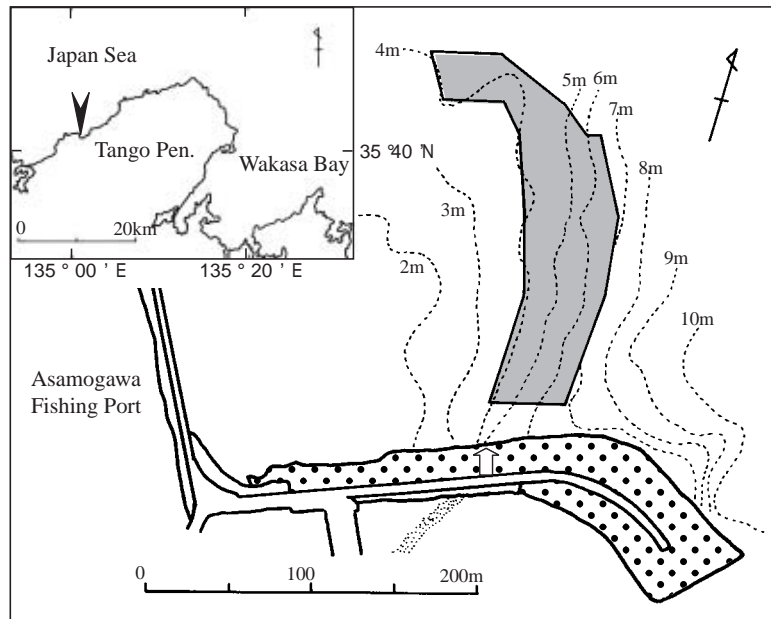 Japan Sea
Tango Pen.
Wakasa Bay
0
20km
135 ° 00 ' E
135 ° 20 ' E
35 ° 40 ' N
4m
5m
6m
7m
8m
3m
2m
9m
10m
Asamogawa
Fishing Port
0
100
200m